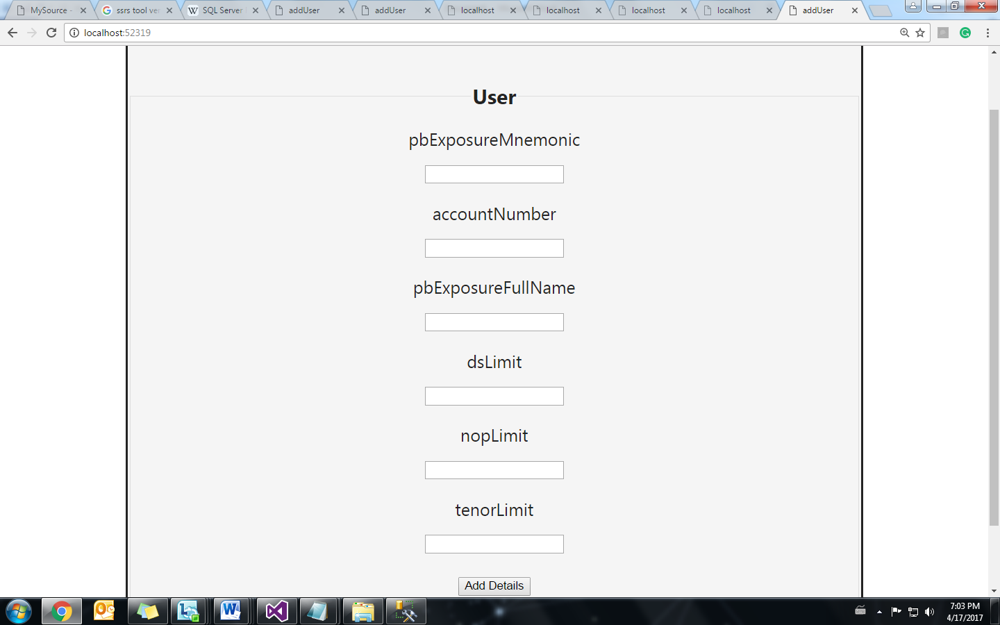 MySource -
ssrs tool ver
SQL Server
addUser
addUser
localhost
localhost
localhost
localhost
addUser
localhost:52319
User
pbExposureMnemonic
accountNumber
pbExposureFullName
dsLimit
nopLimit
tenorLimit
Add Details
7:03 PM
4/17/2017